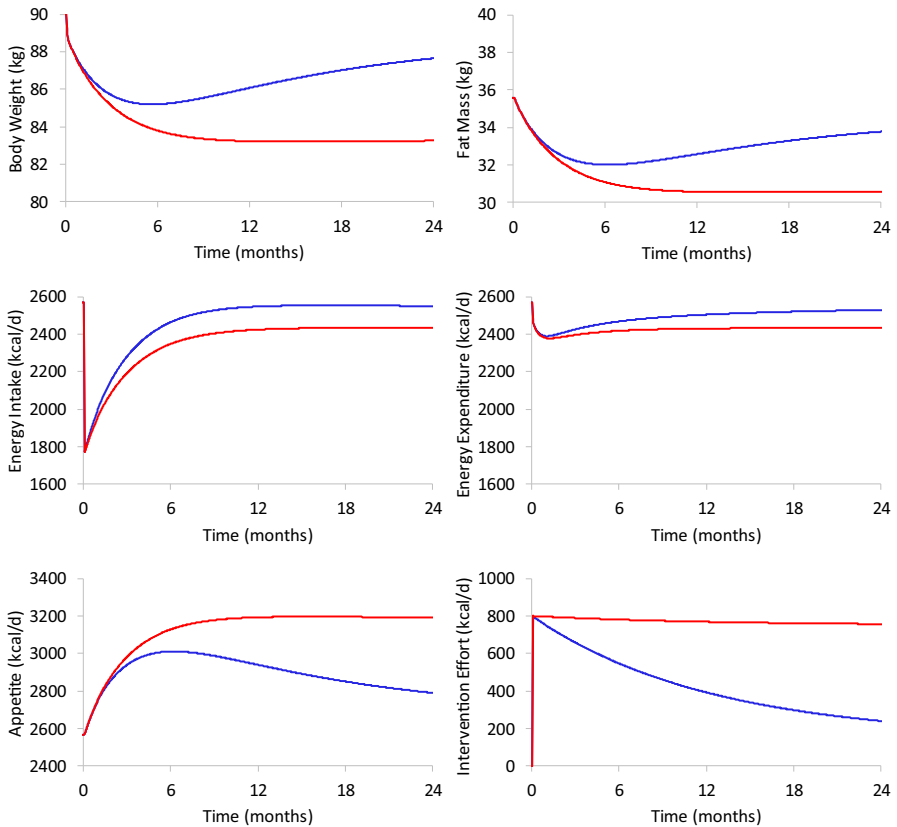 Body Weight (kg)
90
88
86
84
82
80
0 6 12 18 24
Time (months)
Fat Mass (kg)
40
38
36
34
32
30
0 6 12 18 24
Time (months)
Energy Intake (kcal/d)
2600
2400
2200
2000
1800
1600
0 6 12 18 24
Time (months)
Energy Expenditure (kcal/d)
2600
2400
2200
2000
1800
1600
0 6 12 18 24
Time (months)
Appetite (kcal/d)
3400
3200
3000
2800
2600
2400
0 6 12 18 24
Time (months)
Intervention Effort (kcal/d)
1000
800
600
400
200
0
0 6 12 18 24
Time (months)